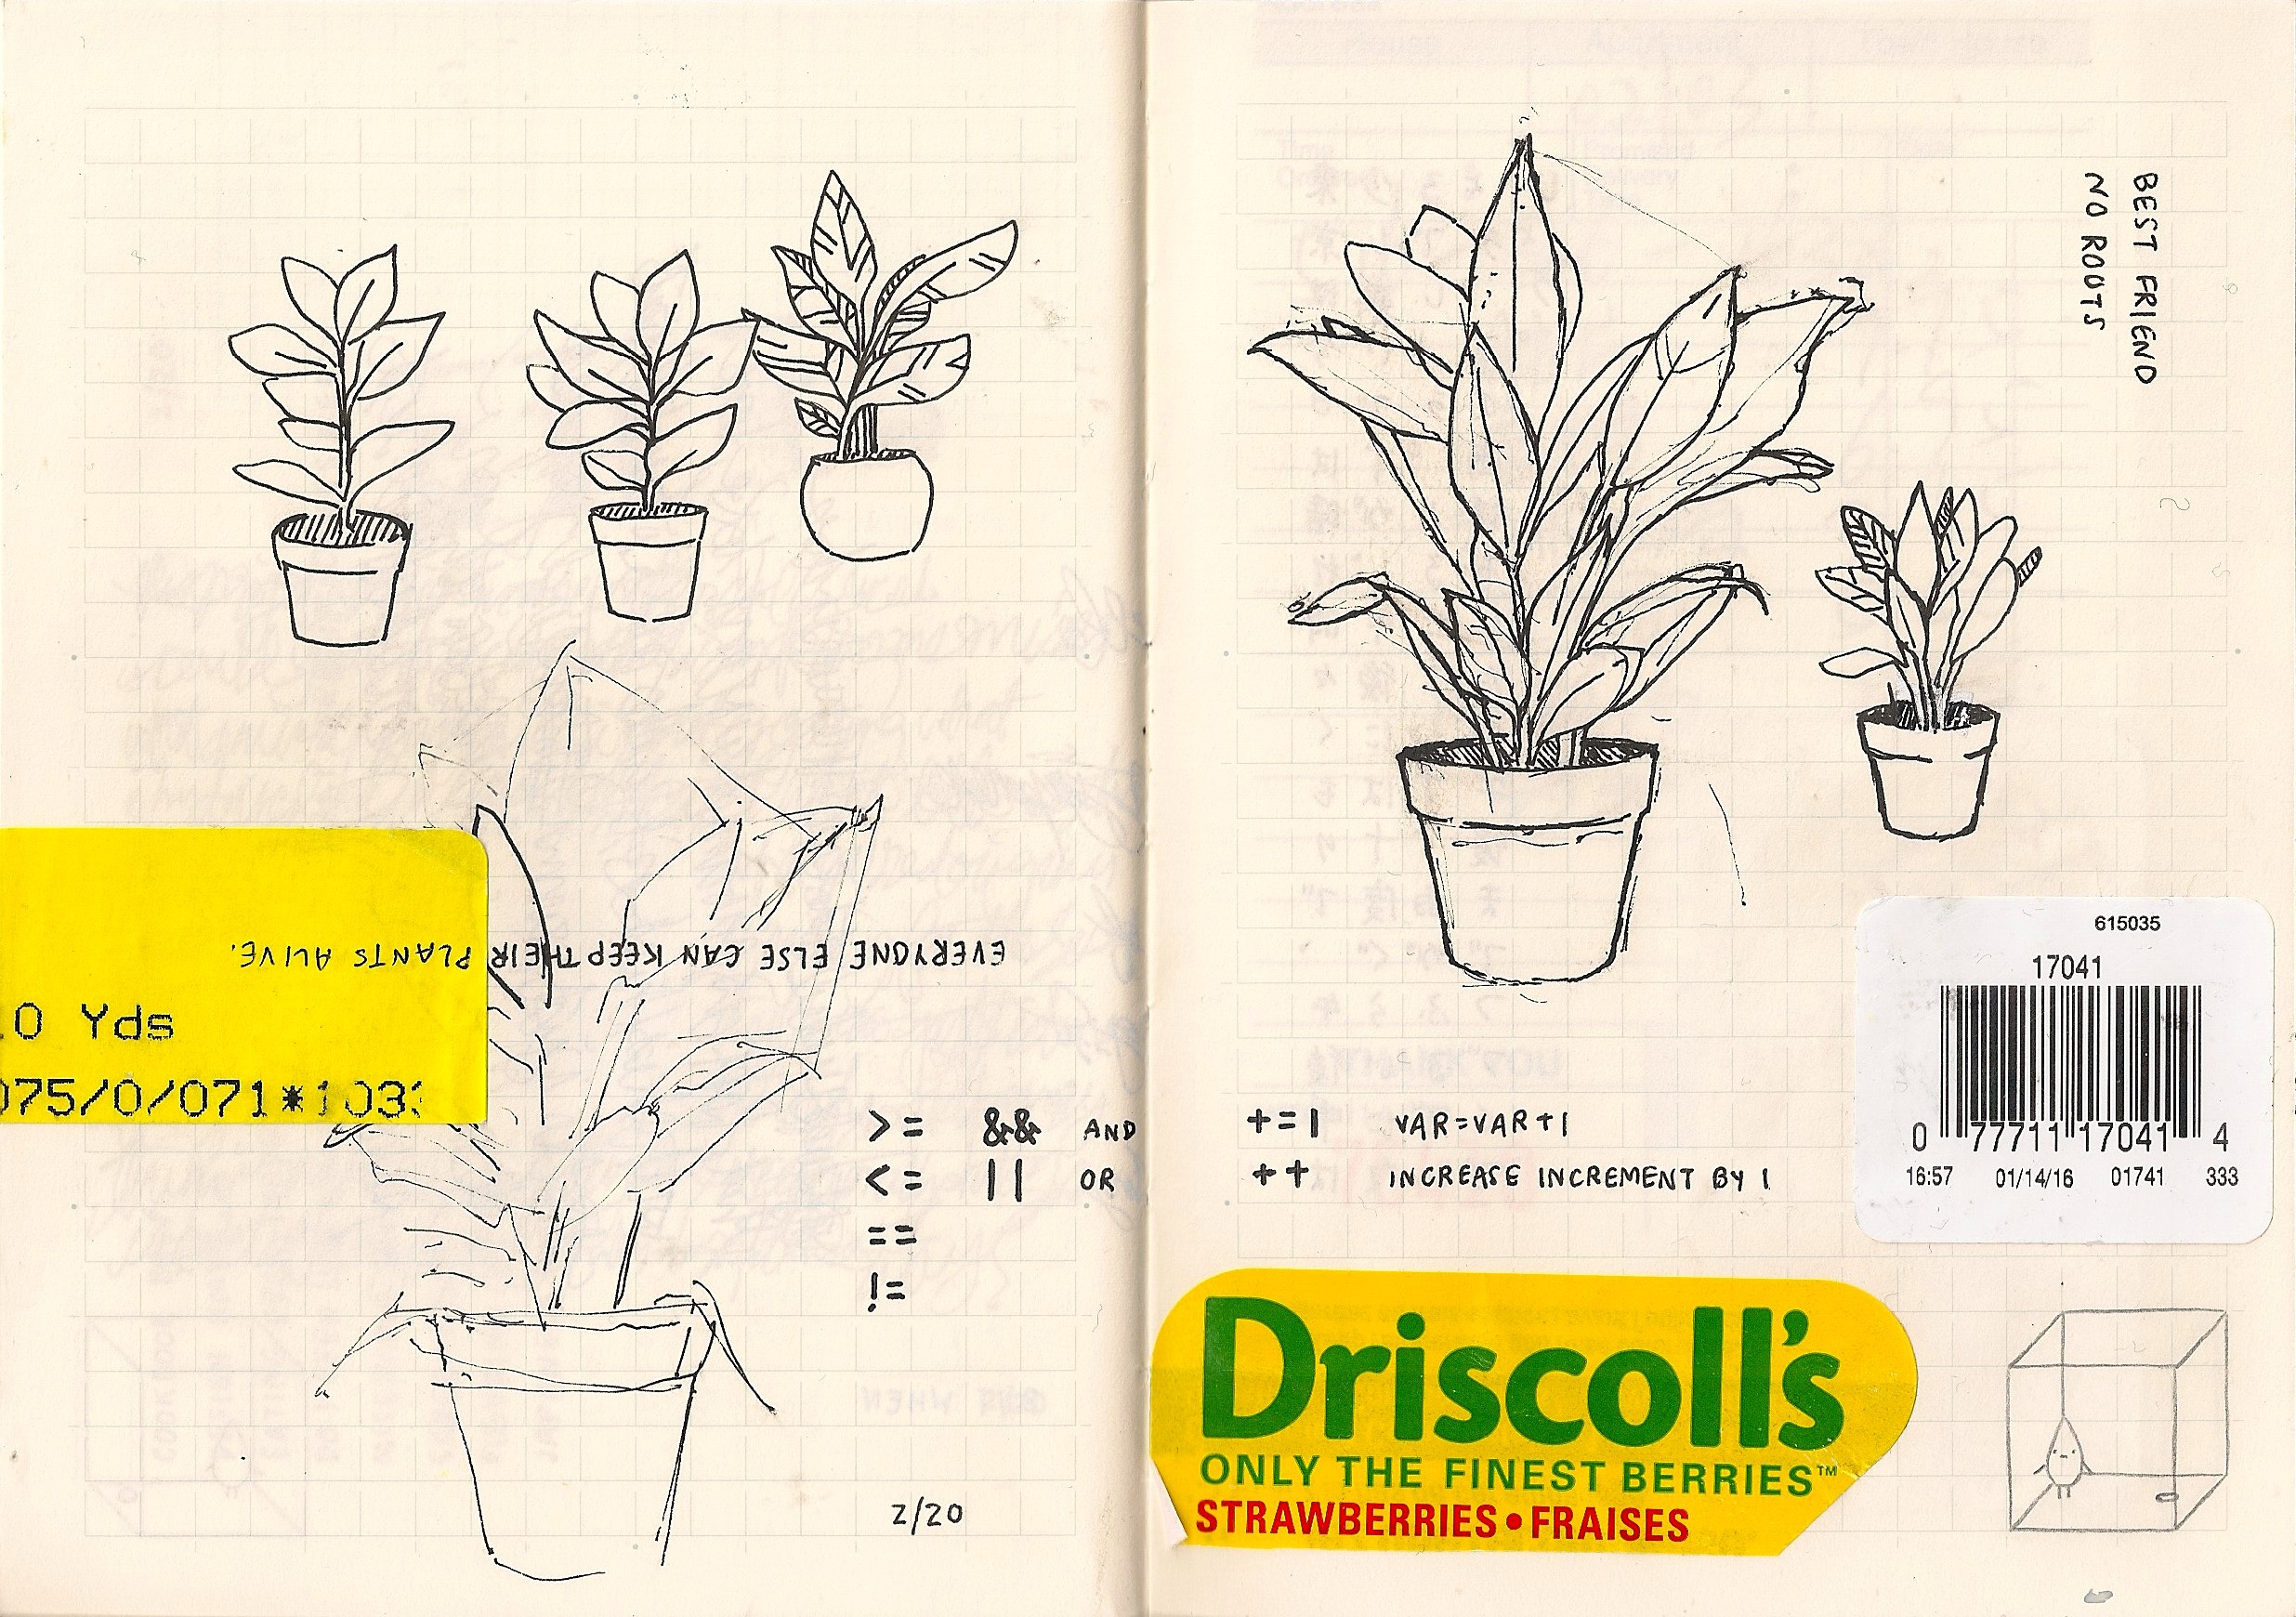 EVERYONE ELSE CAN KEEP THEIR PLANTS ALIVE.
0 Yds
075/0/071*103
>= && AND
<= || OR
==
!=
2/20
BEST FRIEND
NO ROOTS
+=1 VAR=VAR+1
++ INCREASE INCREMENT BY 1
615035
17041
0 77711 17041 4
16:57 01/14/16 01741 333
Driscoll's
ONLY THE FINEST BERRIES™
STRAWBERRIES • FRAISES